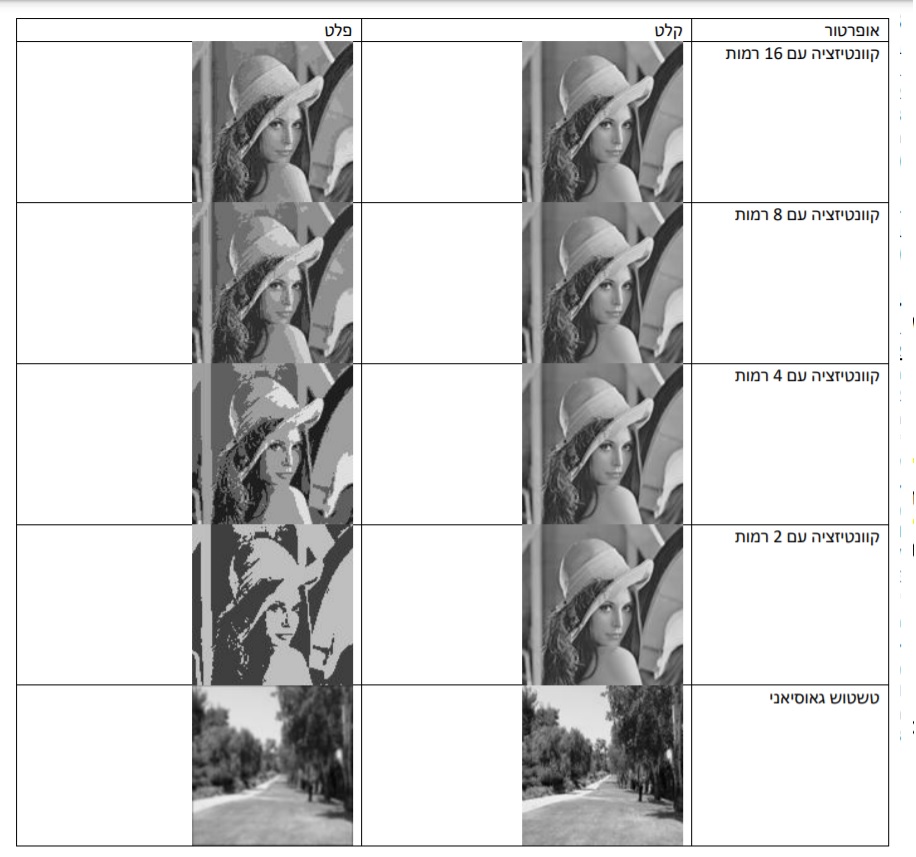 אופרטור קלט פלט
קוונטיזציה עם 16 רמות
קוונטיזציה עם 8 רמות
קוונטיזציה עם 4 רמות
קוונטיזציה עם 2 רמות
טשטוש גאוסיאני